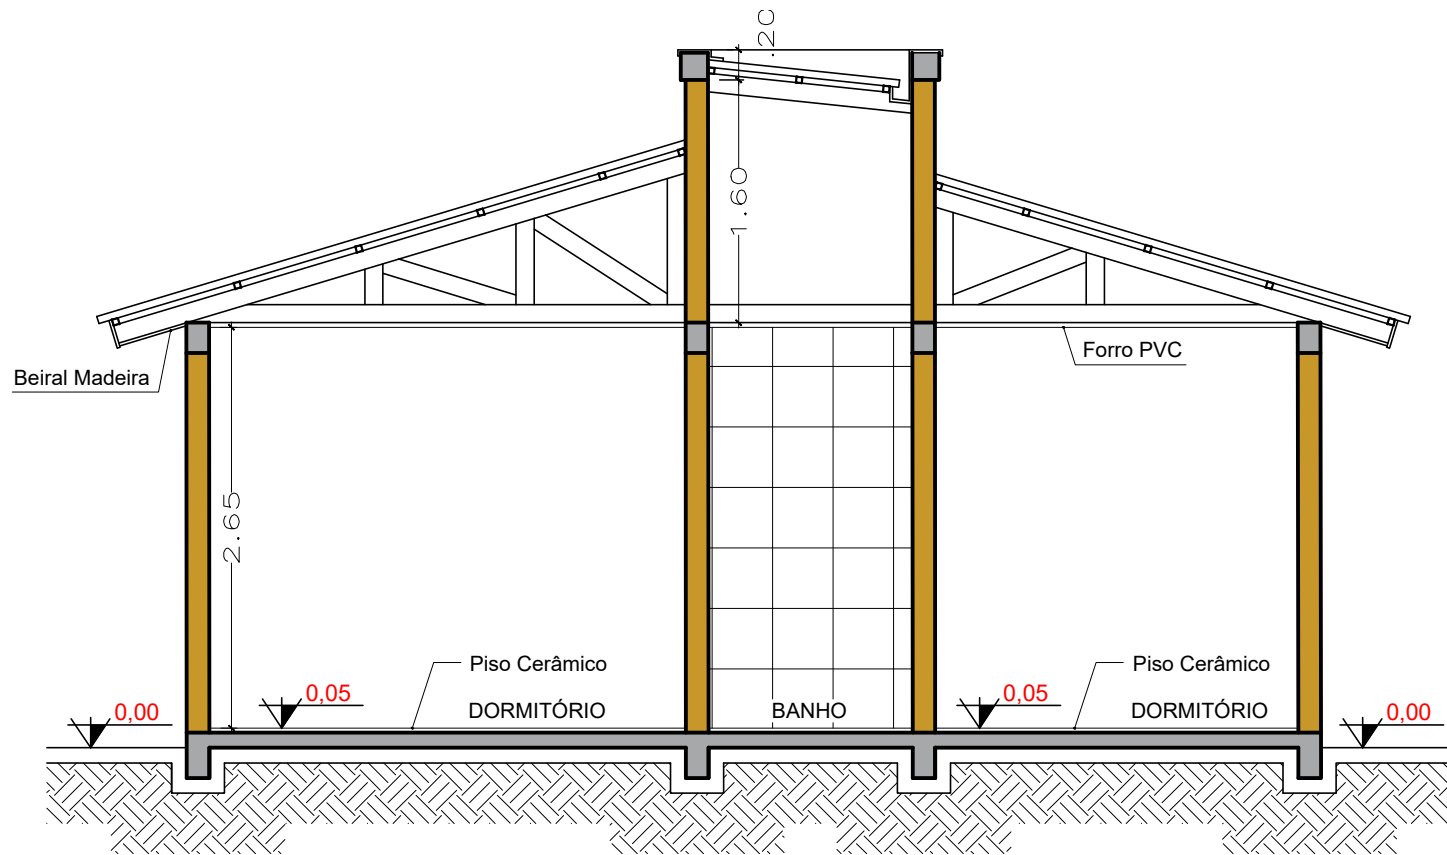 .20
1.60
Forro PVC
Beiral Madeira
2.65
Piso Cerâmico
Piso Cerâmico
0,00
0,05
DORMITÓRIO
BANHO
0,05
DORMITÓRIO
0,00